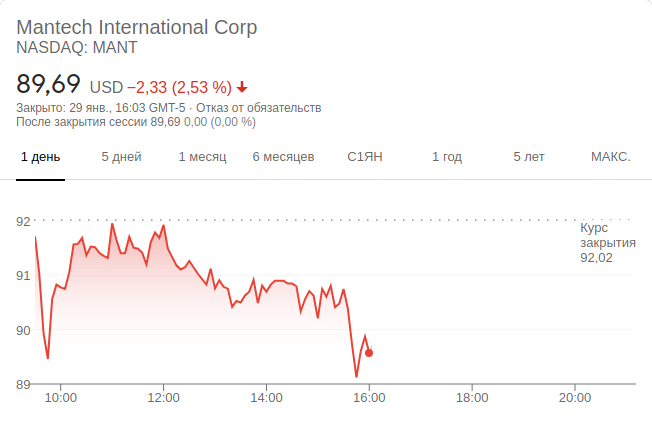 Mantech International Corp
NASDAQ: MANT
89,69 USD −2,33 (2,53 %)
Закрыто: 29 янв., 16:03 GMT-5 · Отказ от обязательств
После закрытия сессии 89,69 0,00 (0,00 %)
1 день 5 дней 1 месяц 6 месяцев С1ЯН 1 год 5 лет МАКС.
92
Курс
закрытия
92,02
91
90
89
10:00 12:00 14:00 16:00 18:00 20:00